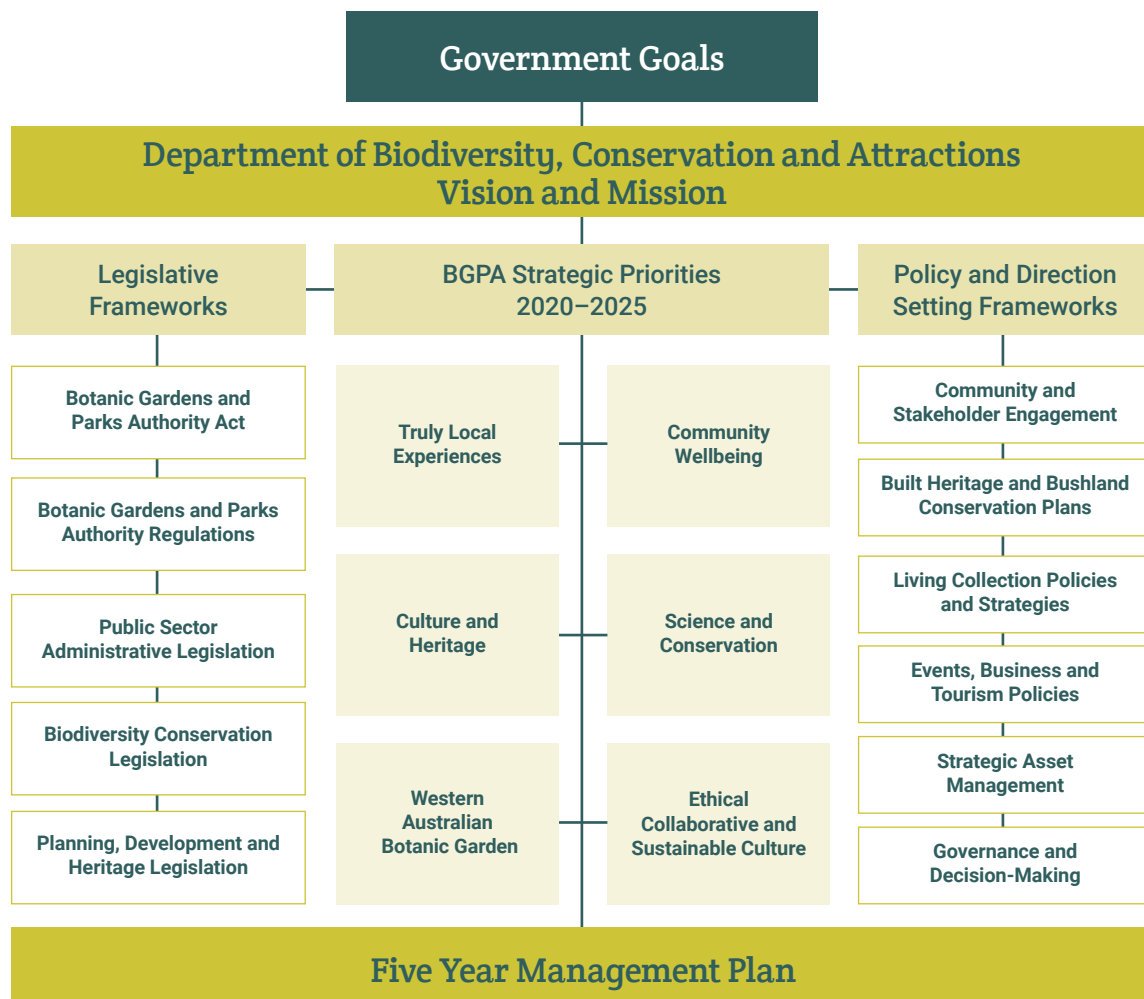 Government Goals
Department of Biodiversity, Conservation and Attractions
Vision and Mission
Legislative
Frameworks
BGPA Strategic Priorities
2020–2025
Policy and Direction
Setting Frameworks
Botanic Gardens and
Parks Authority Act
Botanic Gardens and Parks
Authority Regulations
Public Sector
Administrative Legislation
Biodiversity Conservation
Legislation
Planning, Development and
Heritage Legislation
Truly Local
Experiences
Community
Wellbeing
Culture and
Heritage
Science and
Conservation
Western
Australian
Botanic Garden
Ethical
Collaborative and
Sustainable Culture
Community and
Stakeholder Engagement
Built Heritage and Bushland
Conservation Plans
Living Collection Policies
and Strategies
Events, Business and
Tourism Policies
Strategic Asset
Management
Governance and
Decision-Making
Five Year Management Plan